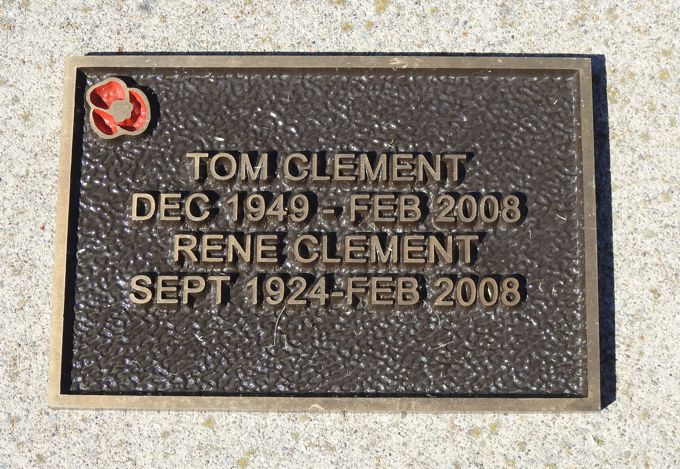 TOM CLEMENT
DEC 1949 - FEB 2008
RENE CLEMENT
SEPT 1924-FEB 2008